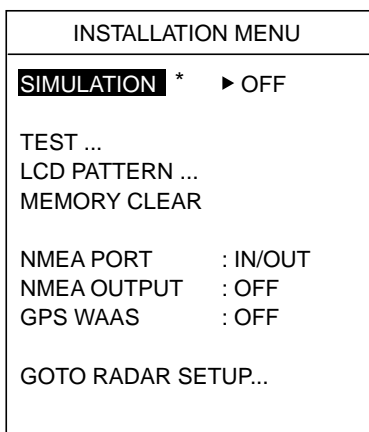 INSTALLATION MENU
SIMULATION * ▶ OFF
TEST ...
LCD PATTERN ...
MEMORY CLEAR
NMEA PORT : IN/OUT
NMEA OUTPUT : OFF
GPS WAAS : OFF
GOTO RADAR SETUP...